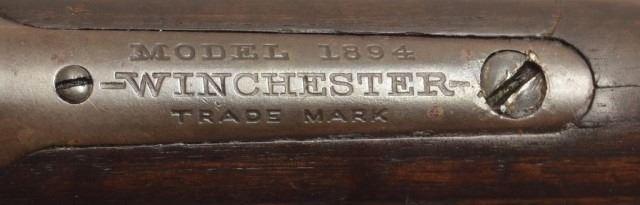 MODEL 1894
-WINCHESTER-
TRADE MARK